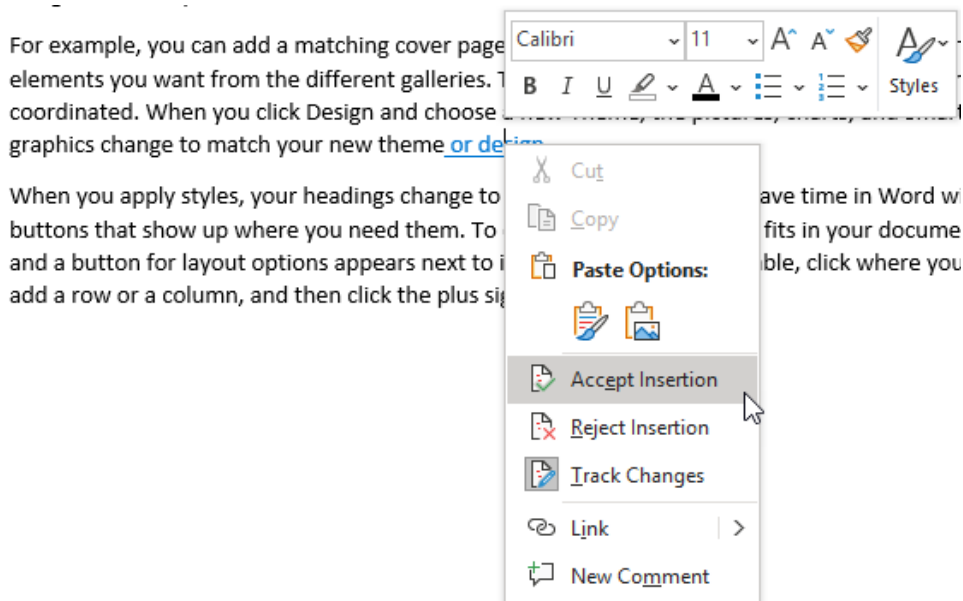 For example, you can add a matching cover page
elements you want from the different galleries.
coordinated. When you click Design and choose
graphics change to match your new theme or design
When you apply styles, your headings change to
buttons that show up where you need them. To
and a button for layout options appears next to
add a row or a column, and then click the plus
Calibri 11
B I U A Styles
Cut
Copy
Paste Options:
Accept Insertion
Reject Insertion
Track Changes
Link
New Comment
ave time in Word
fits in your docume
ble, click where you